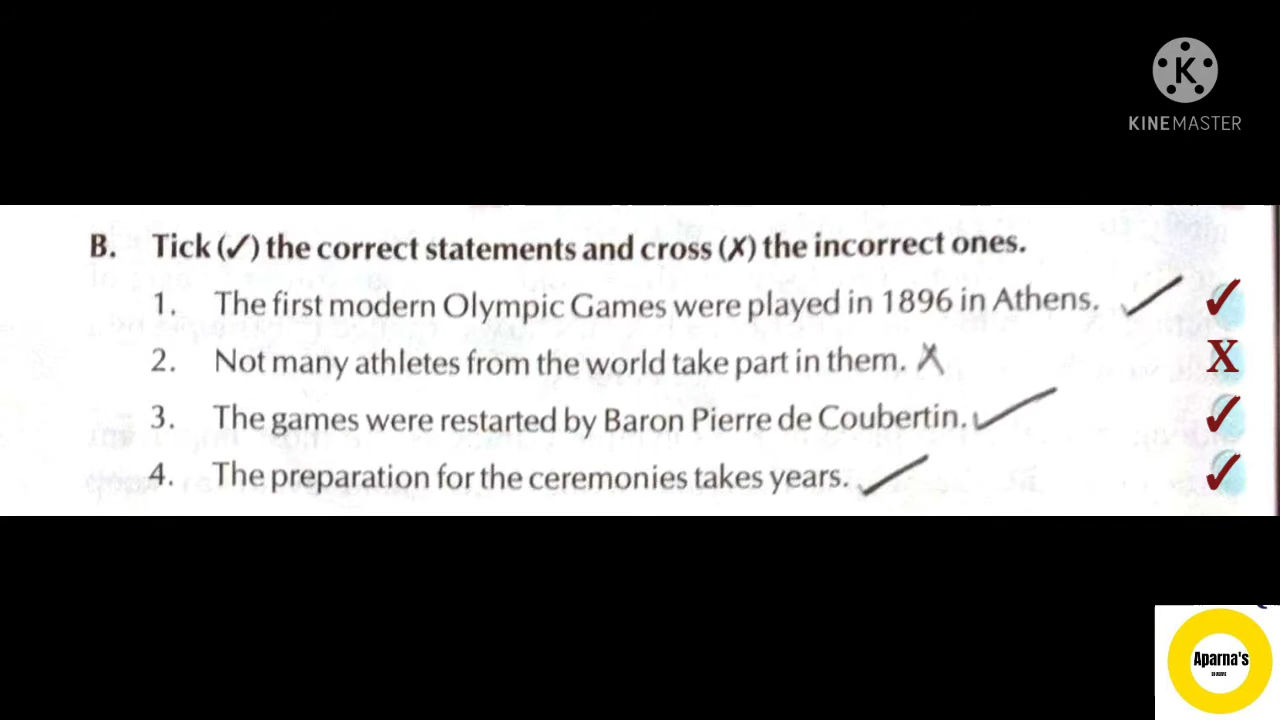 K
KINEMASTER
B. Tick (✓) the correct statements and cross (✗) the incorrect ones.
1. The first modern Olympic Games were played in 1896 in Athens. ✓ ✓
2. Not many athletes from the world take part in them. X X
3. The games were restarted by Baron Pierre de Coubertin. ✓ ✓
4. The preparation for the ceremonies takes years. ✓ ✓
Aparna's